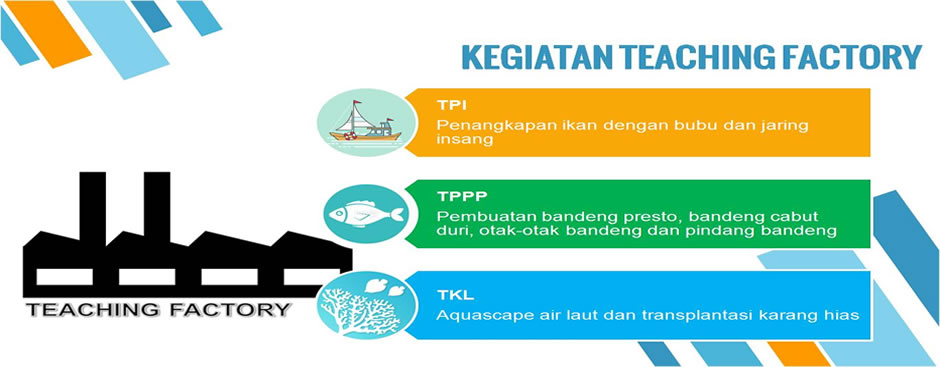 KEGIATAN TEACHING FACTORY
TPI
Penangkapan ikan dengan bubu dan jaring
insang
TPPP
Pembuatan bandeng presto, bandeng cabut
duri, otak-otak bandeng dan pindang bandeng
TKL
Aquascape air laut dan transplantasi karang hias
TEACHING FACTORY